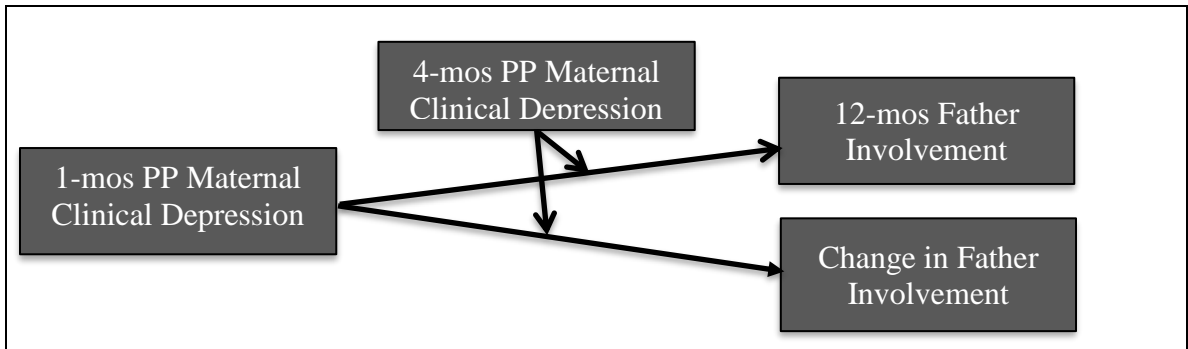 4-mos PP Maternal
Clinical Depression
12-mos Father
Involvement
1-mos PP Maternal
Clinical Depression
Change in Father
Involvement